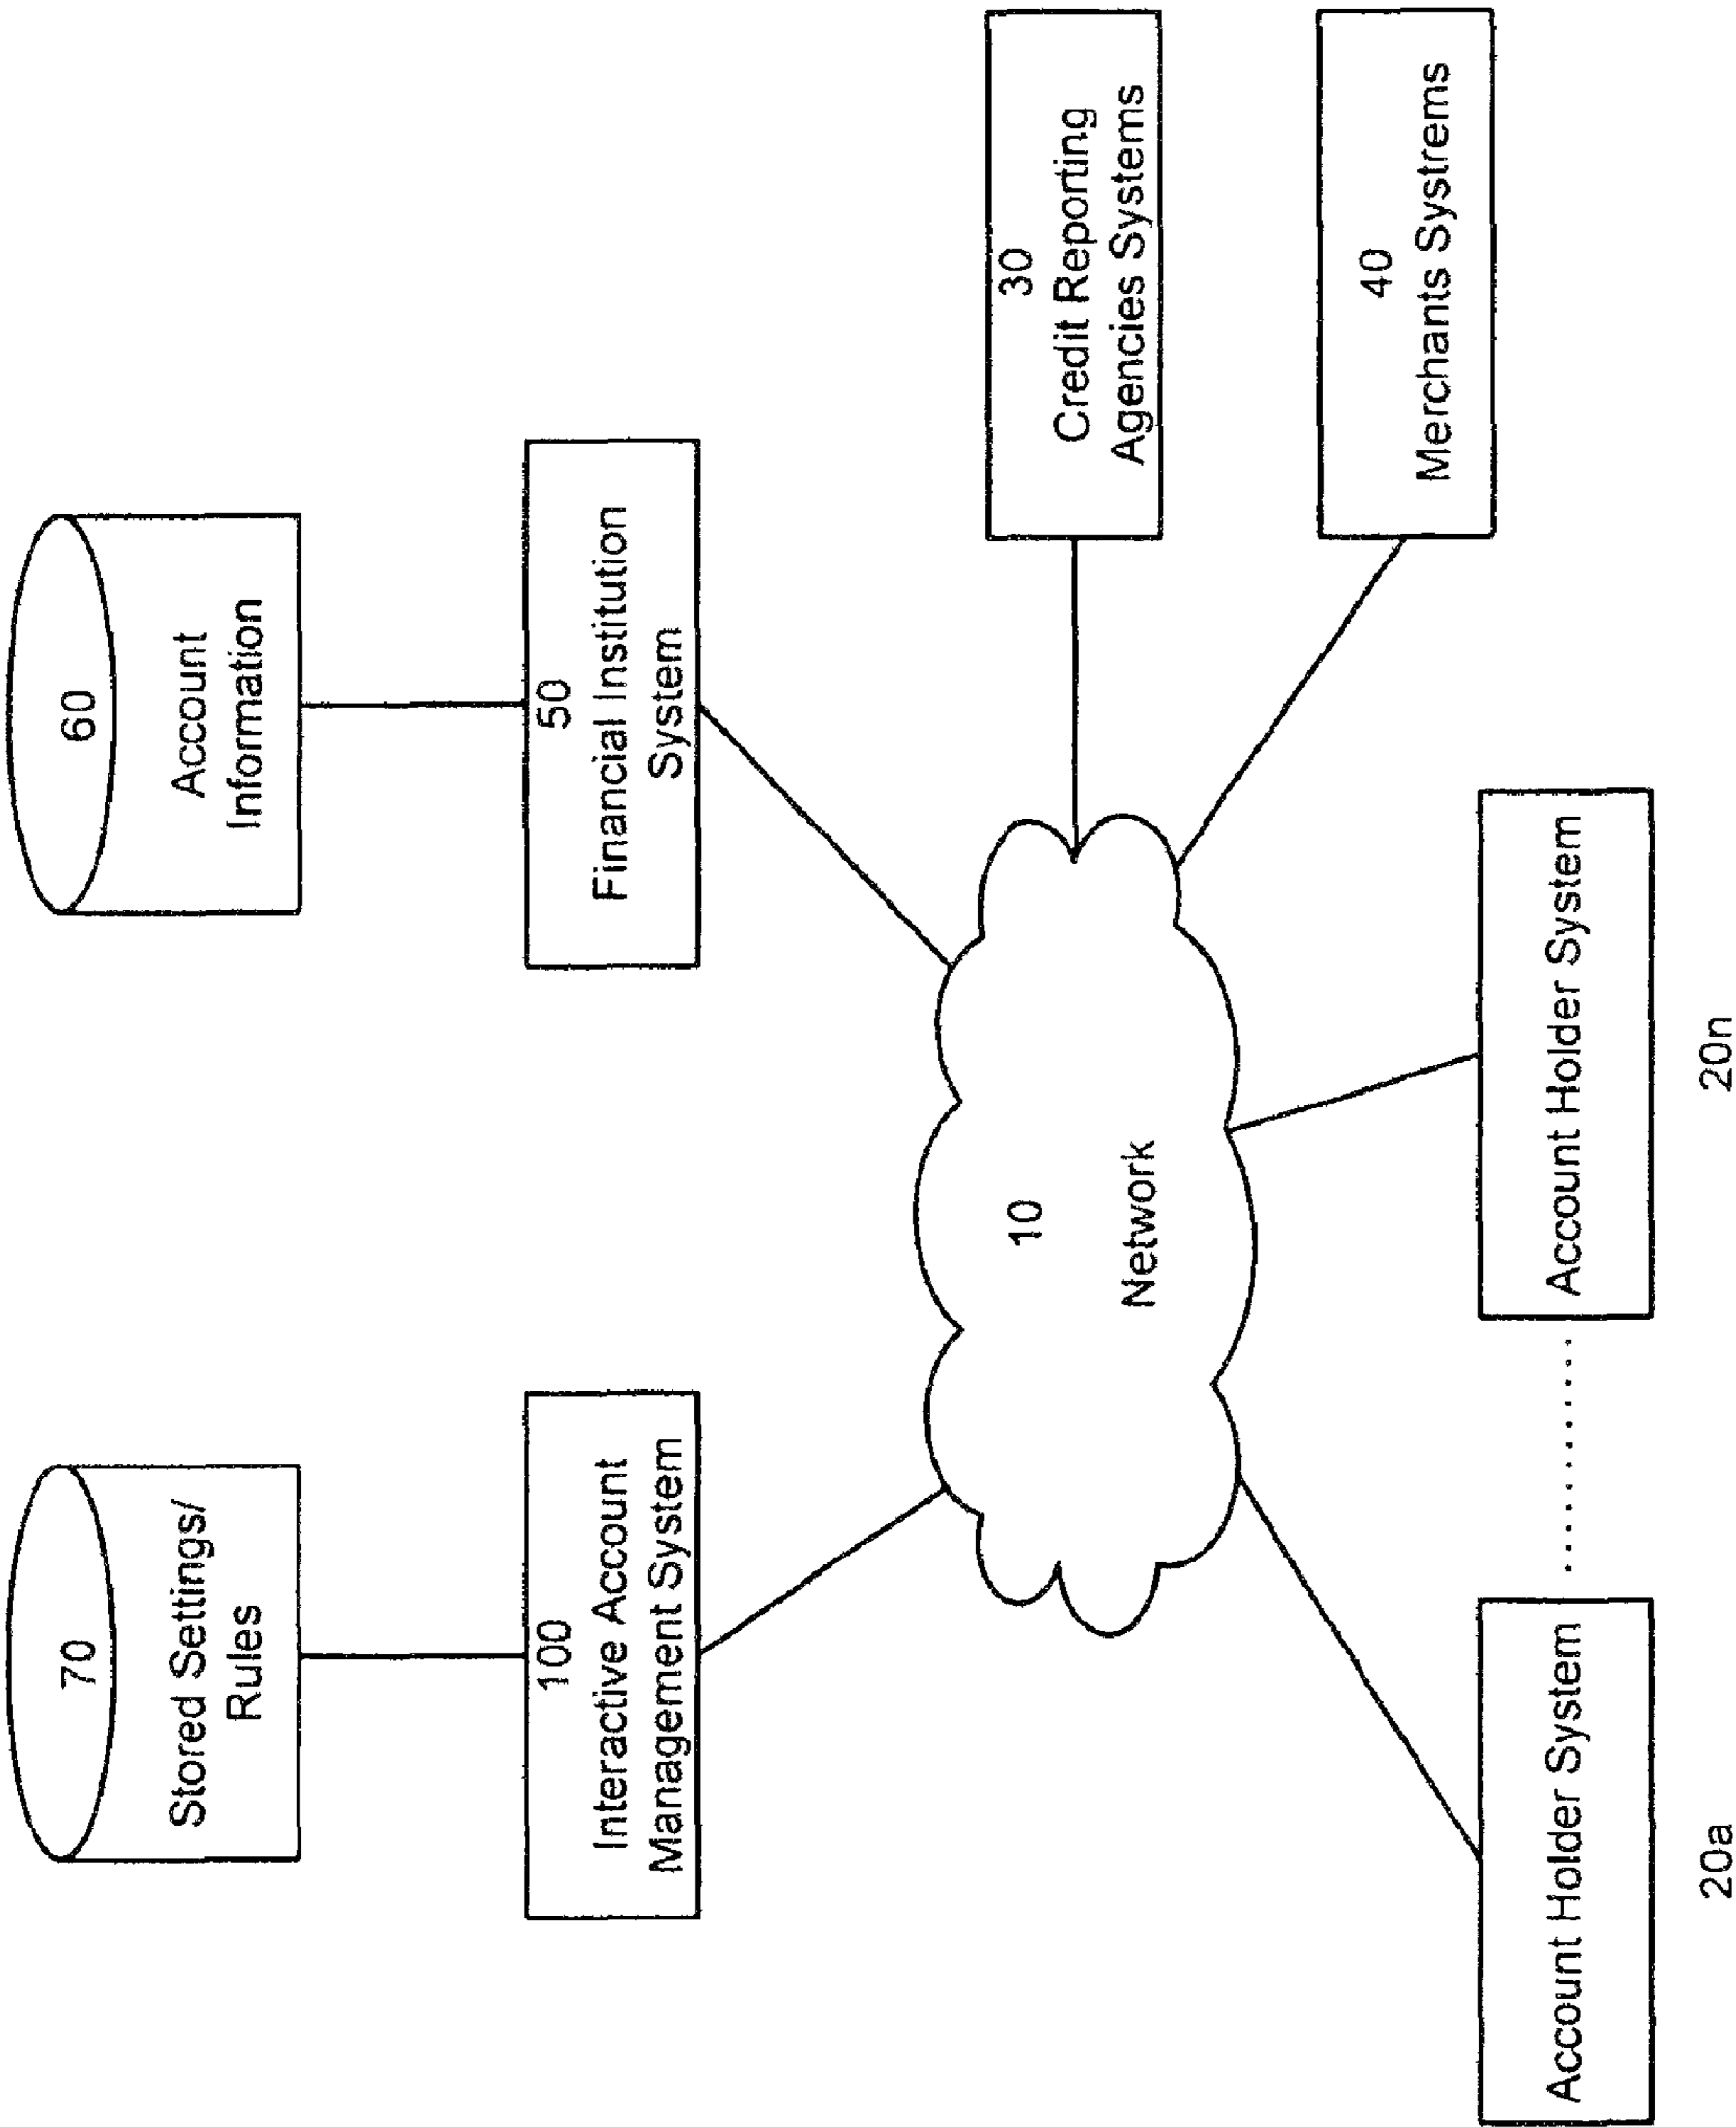 70
Stored Settings/
Rules
60
Account
Information
100
Interactive Account
Management System
50
Financial Institution
System
10
Network
30
Credit Reporting
Agencies Systems
40
Merchants Systrems
Account Holder System
............
Account Holder System
20a
20n